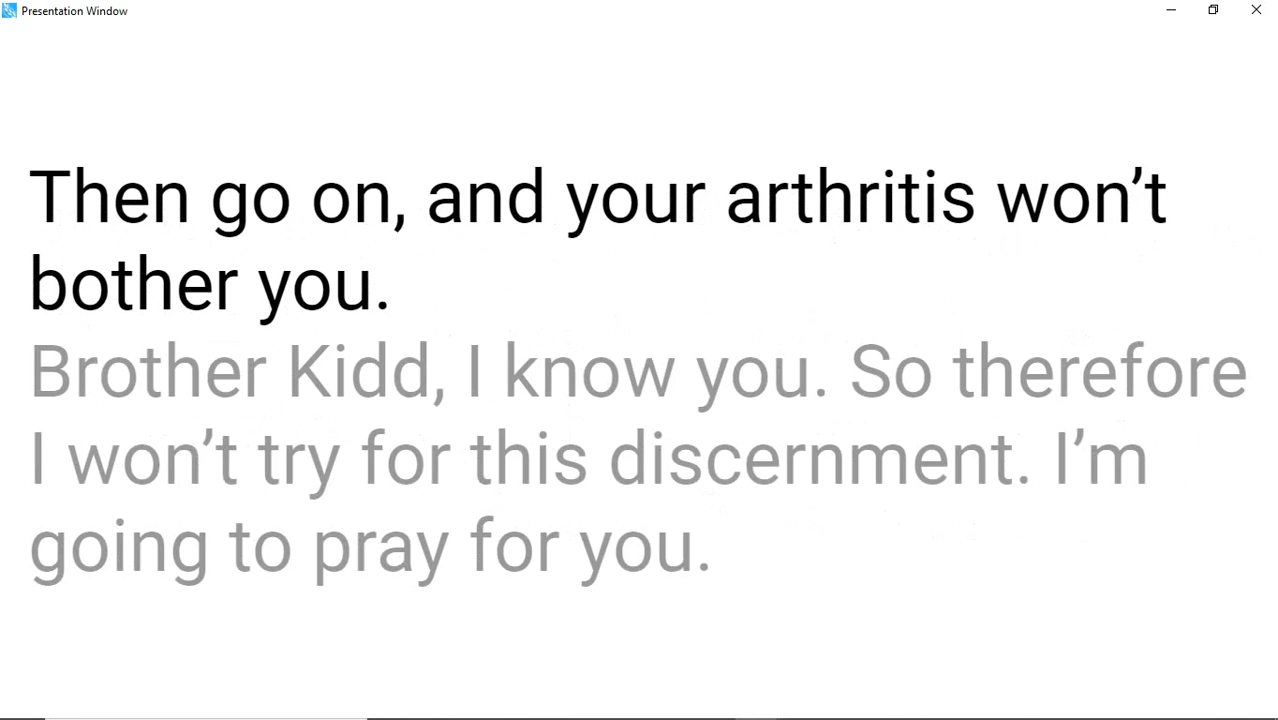 Presentation Window
Then go on, and your arthritis won’t
bother you.
Brother Kidd, I know you. So therefore
I won’t try for this discernment. I’m
going to pray for you.